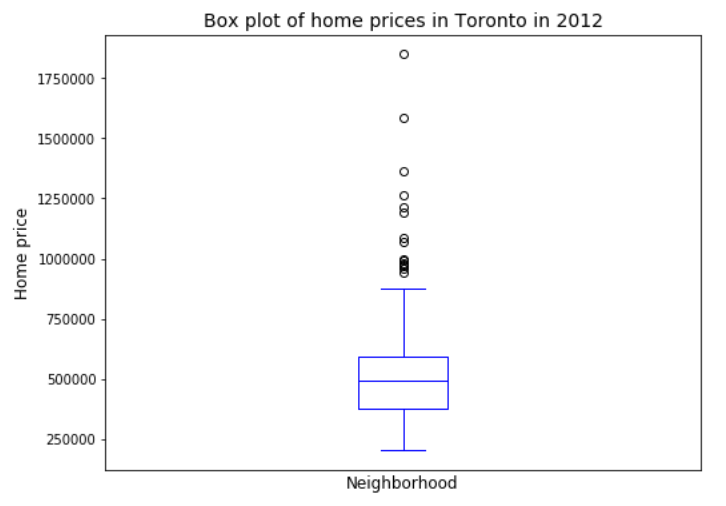 Box plot of home prices in Toronto in 2012
Home price
1750000
1500000
1250000
1000000
750000
500000
250000
Neighborhood